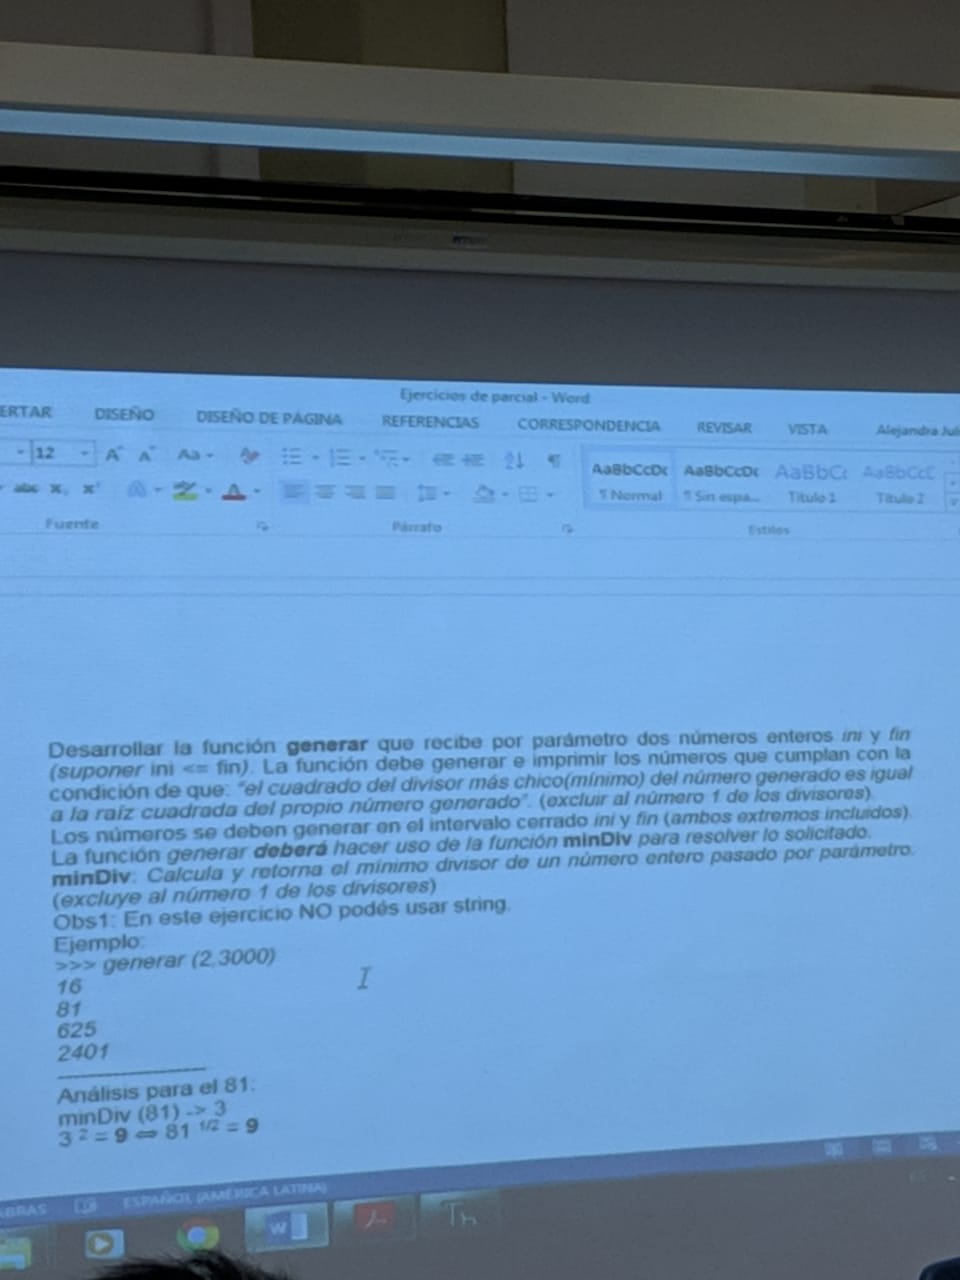 Ejercicios de parcial - Word
ERTAR DISEÑO DISEÑO DE PÁGINA REFERENCIAS CORRESPONDENCIA REVISAR VISTA Alejandra Jul
12 A A Aa
abc X, X² A
AaBbCcDc AaBbCcDc AaBbCc AaBbCcC
¶ Normal ¶ Sin espa... Título 1 Título 2
Fuente Párrafo Estilos
Desarrollar la función generar que recibe por parámetro dos números enteros ini y fin
(suponer ini <= fin). La función debe generar e imprimir los números que cumplan con la
condición de que: "el cuadrado del divisor más chico(mínimo) del número generado es igual
a la raíz cuadrada del propio número generado". (excluir al número 1 de los divisores).
Los números se deben generar en el intervalo cerrado ini y fin (ambos extremos incluidos).
La función generar deberá hacer uso de la función minDiv para resolver lo solicitado.
minDiv: Calcula y retorna el mínimo divisor de un número entero pasado por parámetro.
(excluye al número 1 de los divisores)
Obs1: En este ejercicio NO podés usar string.
Ejemplo:
>>> generar (2,3000)
16
81
625
2401
Análisis para el 81:
minDiv (81) -> 3
3 ² = 9 ⇔ 81 ¹/² = 9
ABRAS ESPAÑOL (AMÉRICA LATINA)
W